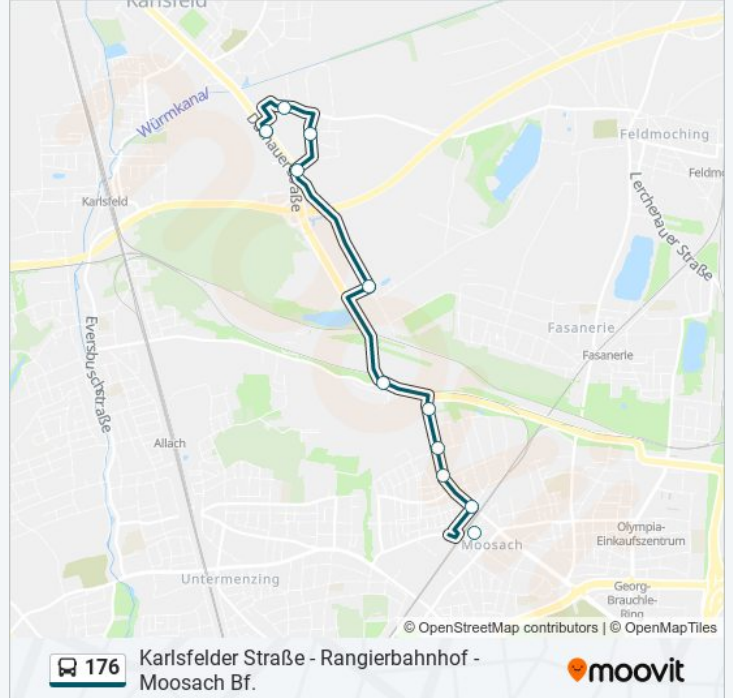 Karlsfeld
Würmkanal
Dachauer Straße
Feldmoching
Feldmo
Lerchenauer Straße
Karlsfeld
Eversbuschstraße
Fasanerie
Fasanerie
Allach
Olympia-
Einkaufszentrum
Moosach
Untermenzing
Georg-
Brauchle-
Ring
© OpenStreetMap contributors | © OpenMapTiles
176
Karlsfelder Straße - Rangierbahnhof -
Moosach Bf.
moovit